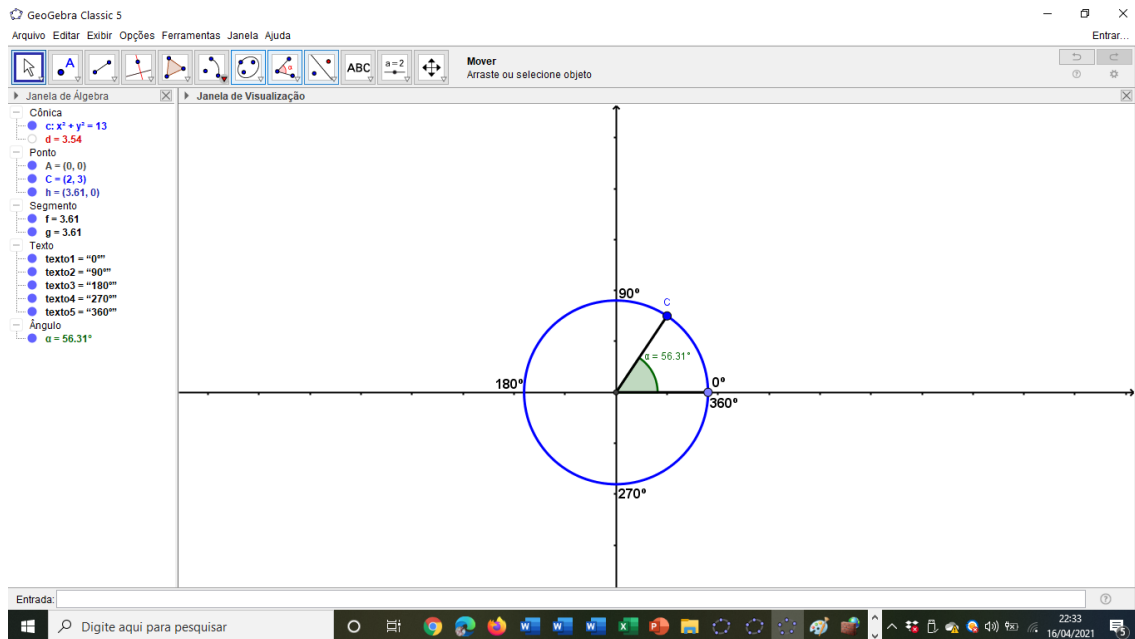 GeoGebra Classic 5
Arquivo Editar Exibir Opções Ferramentas Janela Ajuda
Entrar...
A
ABC
a=2
Mover
Arraste ou selecione objeto
Janela de Álgebra
Janela de Visualização
Cônica
c: x² + y² = 13
d = 3.54
Ponto
A = (0, 0)
C = (2, 3)
h = (3.61, 0)
Segmento
f = 3.61
g = 3.61
Texto
texto1 = “0º”
texto2 = “90º”
texto3 = “180º”
texto4 = “270º”
texto5 = “360º”
Ângulo
α = 56.31°
90º
C
α = 56.31°
180º
0º
360º
270º
Entrada:
Digite aqui para pesquisar
22:33
16/04/2021